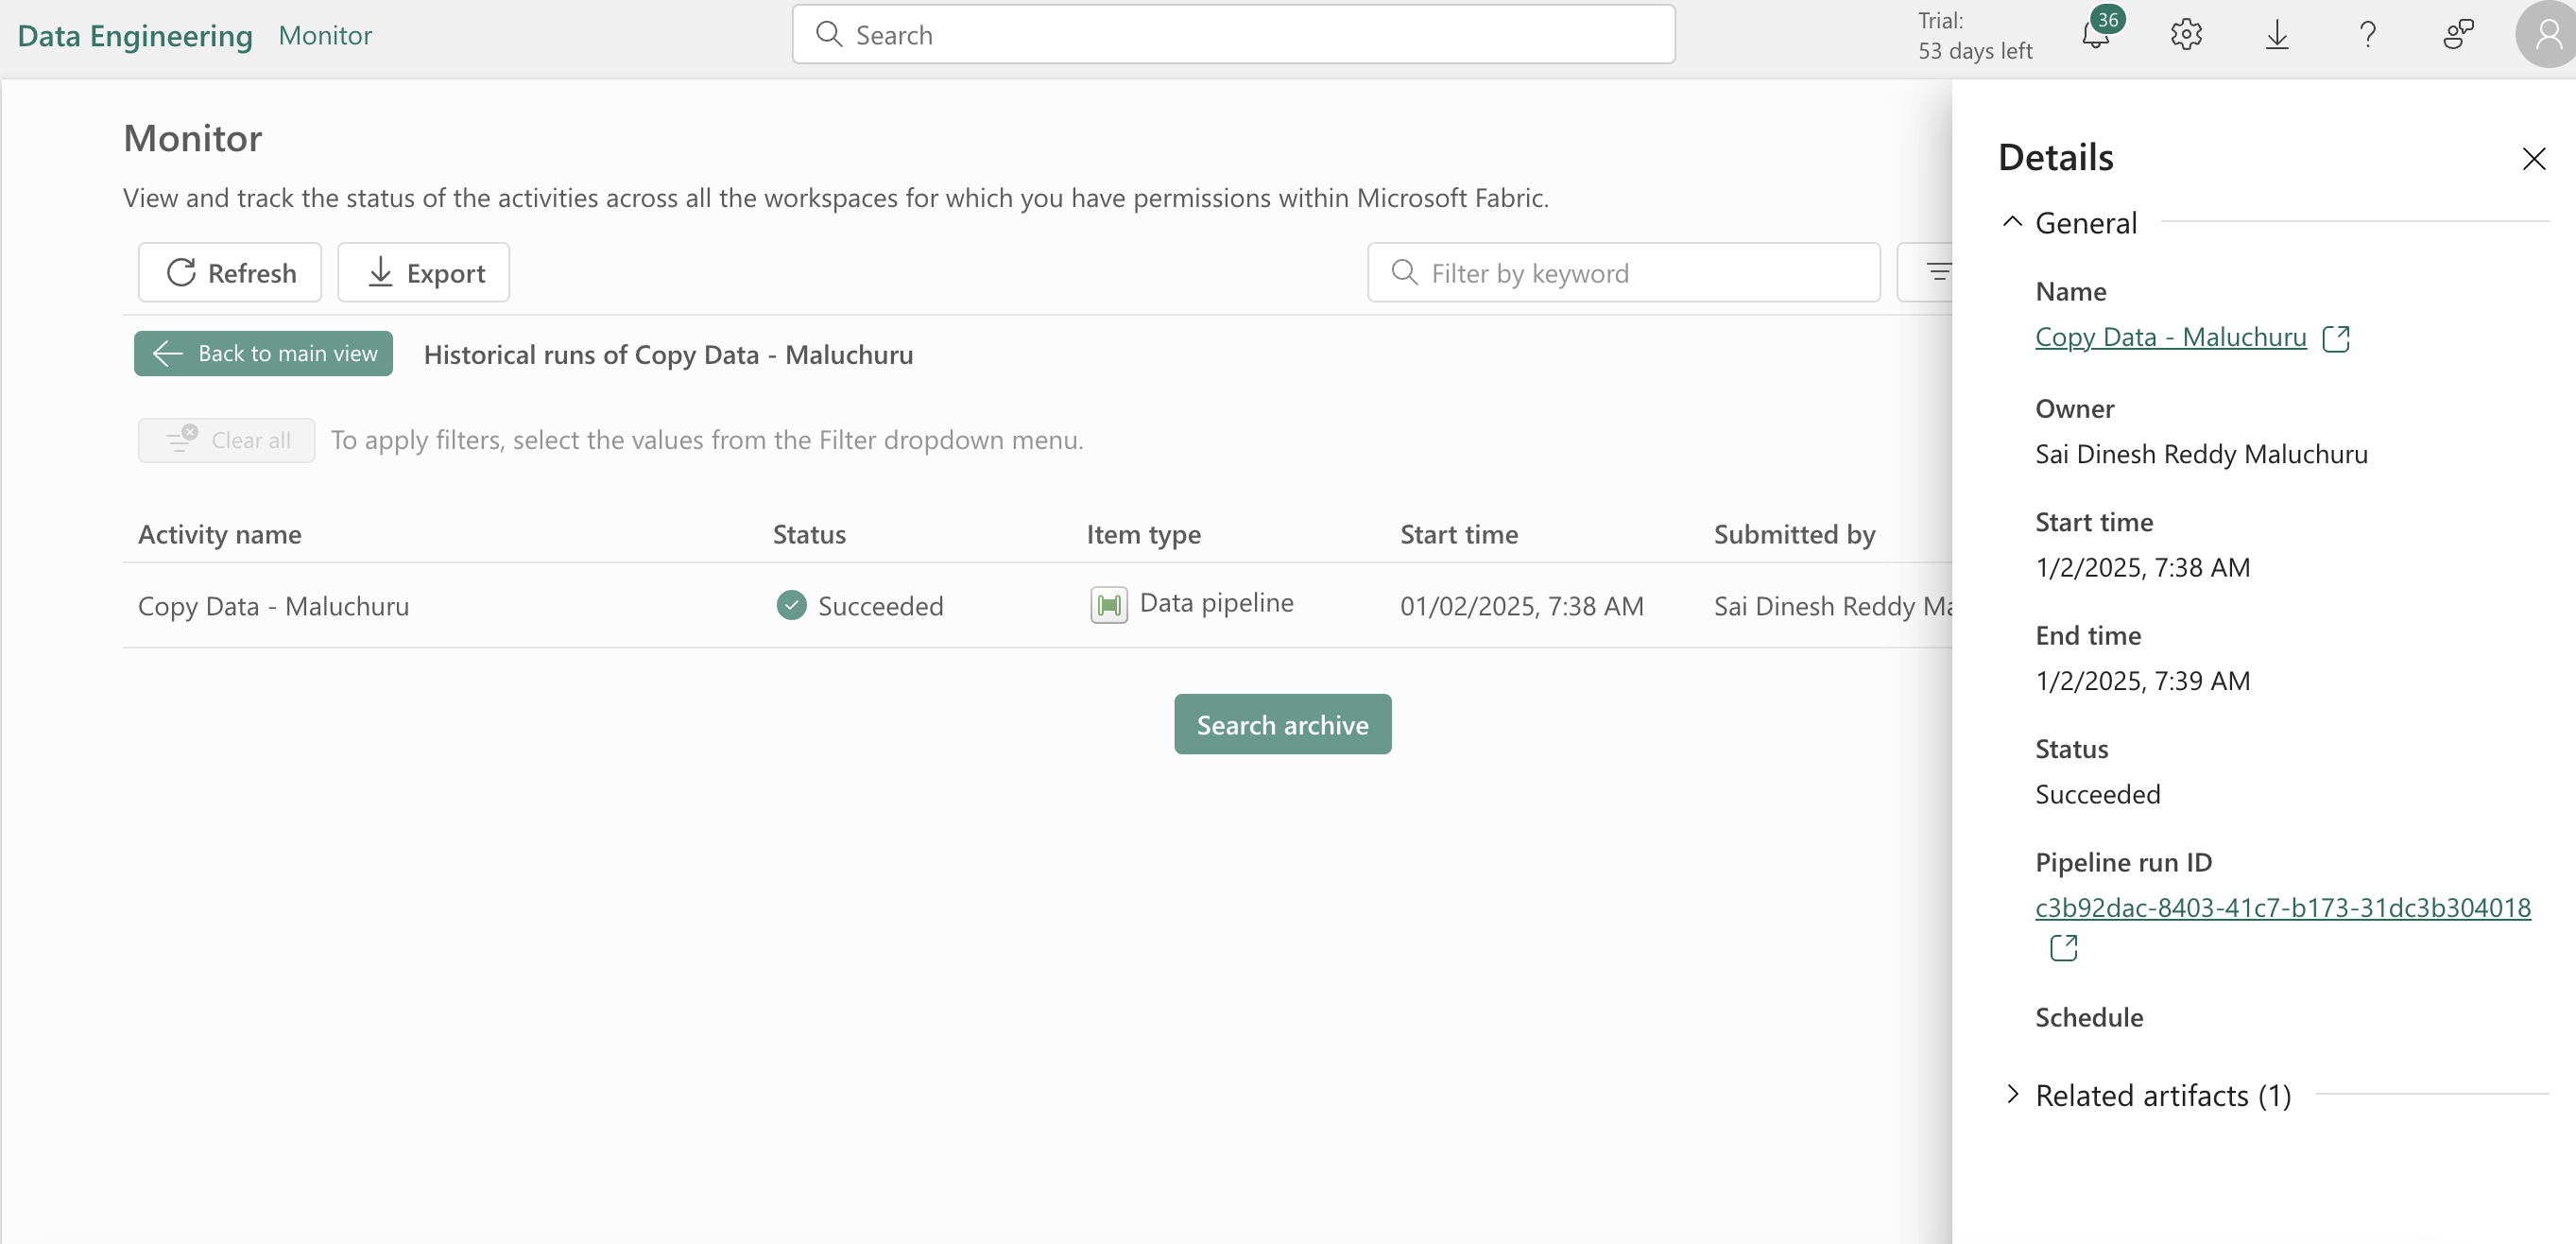 Data Engineering Monitor
Search
Trial:
53 days left
36
Monitor
View and track the status of the activities across all the workspaces for which you have permissions within Microsoft Fabric.
Refresh
Export
Filter by keyword
Back to main view
Historical runs of Copy Data - Maluchuru
Clear all
To apply filters, select the values from the Filter dropdown menu.
Activity name Status Item type Start time Submitted by
Copy Data - Maluchuru Succeeded Data pipeline 01/02/2025, 7:38 AM Sai Dinesh Reddy Ma
Search archive
Details
General
Name
Copy Data - Maluchuru
Owner
Sai Dinesh Reddy Maluchuru
Start time
1/2/2025, 7:38 AM
End time
1/2/2025, 7:39 AM
Status
Succeeded
Pipeline run ID
c3b92dac-8403-41c7-b173-31dc3b304018
Schedule
Related artifacts (1)